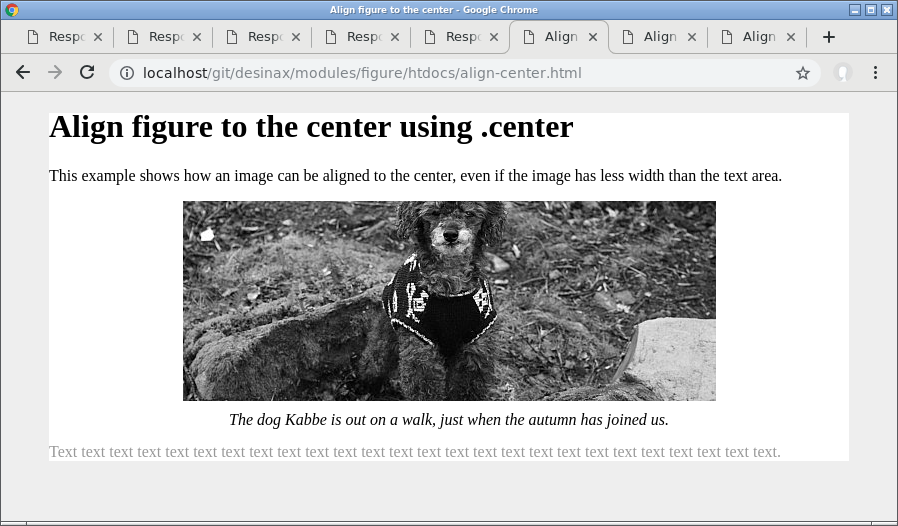 Align figure to the center - Google Chrome
Respo
Respo
Respo
Respo
Respo
Align
Align
Align
localhost/git/desinax/modules/figure/htdocs/align-center.html
Align figure to the center using .center
This example shows how an image can be aligned to the center, even if the image has less width than the text area.
The dog Kabbe is out on a walk, just when the autumn has joined us.
Text text text text text text text text text text text text text text text text text text text text text text text text text text.